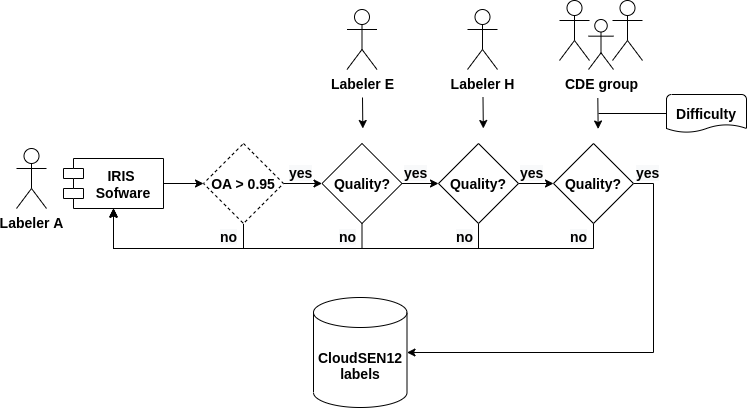 Labeler E
Labeler H
CDE group
Difficulty
IRIS
Sofware
OA > 0.95
yes
Quality?
yes
Quality?
yes
Quality?
yes
Labeler A
no
no
no
no
CloudSEN12
labels